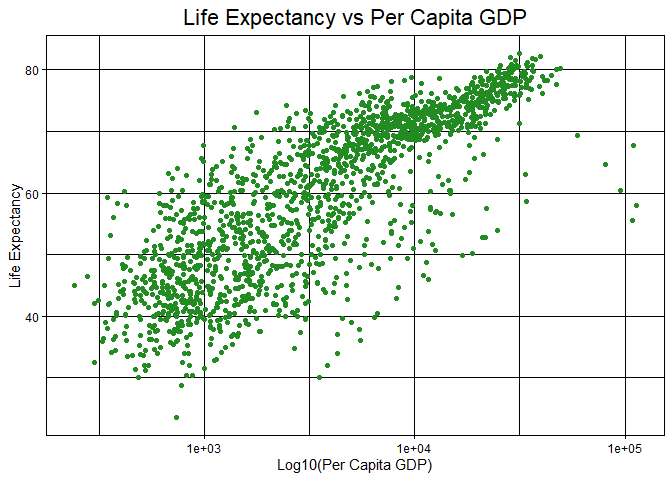 Life Expectancy vs Per Capita GDP
Life Expectancy
80
60
40
1e+03 1e+04 1e+05
Log10(Per Capita GDP)